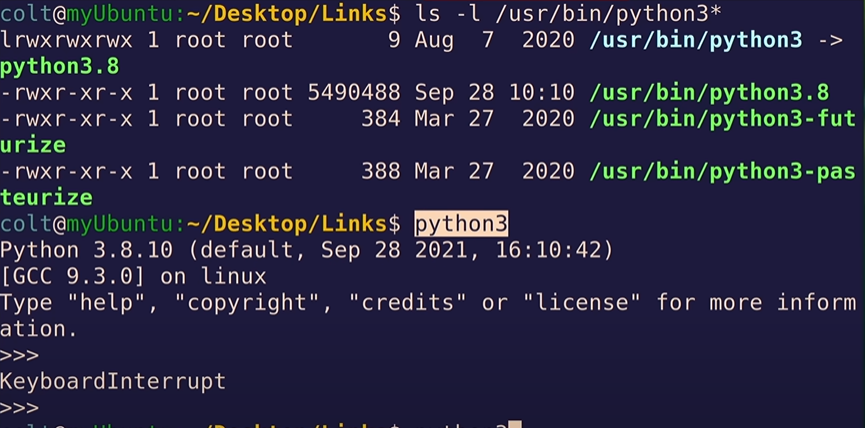 colt@myUbuntu:~/Desktop/Links$ ls -l /usr/bin/python3*
lrwxrwxrwx 1 root root       9 Aug  7  2020 /usr/bin/python3 ->
python3.8
-rwxr-xr-x 1 root root 5490488 Sep 28 10:10 /usr/bin/python3.8
-rwxr-xr-x 1 root root     384 Mar 27  2020 /usr/bin/python3-fut
urize
-rwxr-xr-x 1 root root     388 Mar 27  2020 /usr/bin/python3-pas
teurize
colt@myUbuntu:~/Desktop/Links$ python3
Python 3.8.10 (default, Sep 28 2021, 16:10:42)
[GCC 9.3.0] on linux
Type "help", "copyright", "credits" or "license" for more inform
ation.
>>>
KeyboardInterrupt
>>>
colt@myUbuntu:~/Desktop/Links$ python3